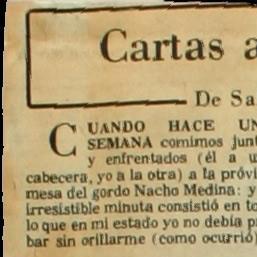 Cartas a
De Sa
CUANDO HACE UN
SEMANA comimos junt
y enfrentados (él a u
cabecera, yo a la otra) a la próvi
mesa del gordo Nacho Medina: y
irresistible minuta consistió en to
lo que en mi estado yo no debía p
bar sin orillarme (como ocurrió)